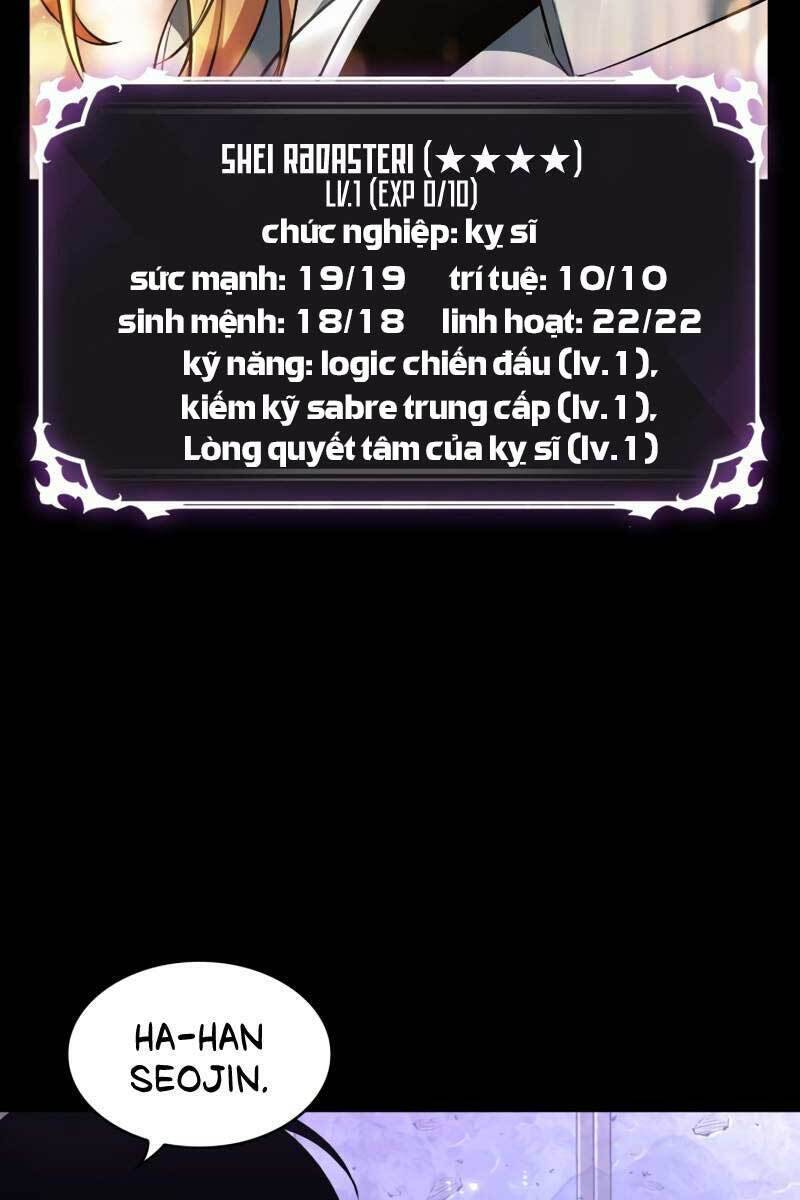 SHEI RADASTERI (★★★★)
LV.1 (EXP 0/10)
chức nghiệp: kỵ sĩ
sức mạnh: 19/19 trí tuệ: 10/10
sinh mệnh: 18/18 linh hoạt: 22/22
kỹ năng: logic chiến đấu (lv.1),
kiếm kỹ sabre trung cấp (lv.1),
Lòng quyết tâm của kỵ sĩ (lv.1)
HA-HAN
SEOJIN.